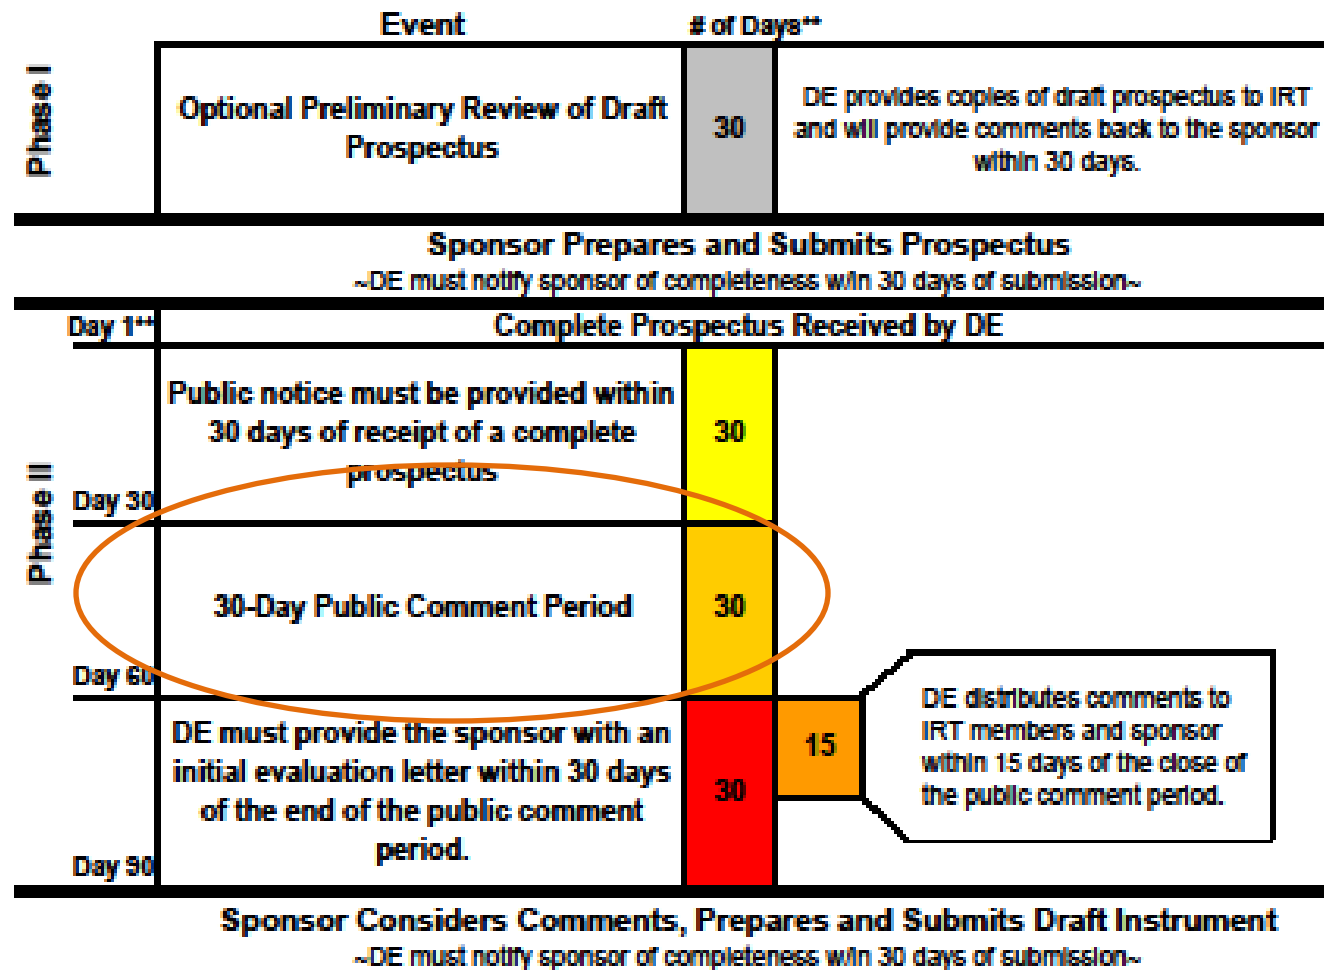 Event # of Days**
Phase I
Optional Preliminary Review of Draft
Prospectus
30
DE provides copies of draft prospectus to IRT
and will provide comments back to the sponsor
within 30 days.
Sponsor Prepares and Submits Prospectus
~DE must notify sponsor of completeness w/in 30 days of submission~
Day 1** Complete Prospectus Received by DE
Phase II
Public notice must be provided within
30 days of receipt of a complete
prospectus
30
Day 30
30-Day Public Comment Period
30
Day 60
DE must provide the sponsor with an
initial evaluation letter within 30 days
of the end of the public comment
period.
30
15
DE distributes comments to
IRT members and sponsor
within 15 days of the close of
the public comment period.
Day 90
Sponsor Considers Comments, Prepares and Submits Draft Instrument
~DE must notify sponsor of completeness w/in 30 days of submission~